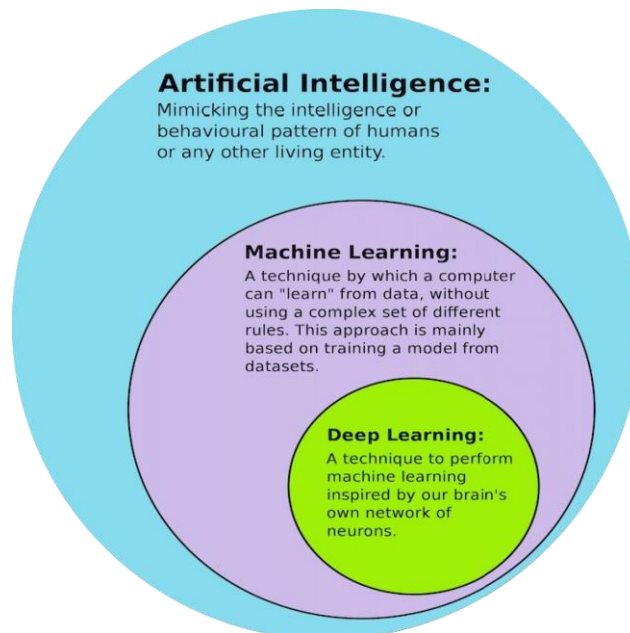 Artificial Intelligence:
Mimicking the intelligence or
behavioural pattern of humans
or any other living entity.
Machine Learning:
A technique by which a computer
can "learn" from data, without
using a complex set of different
rules. This approach is mainly
based on training a model from
datasets.
Deep Learning:
A technique to perform
machine learning
inspired by our brain's
own network of
neurons.